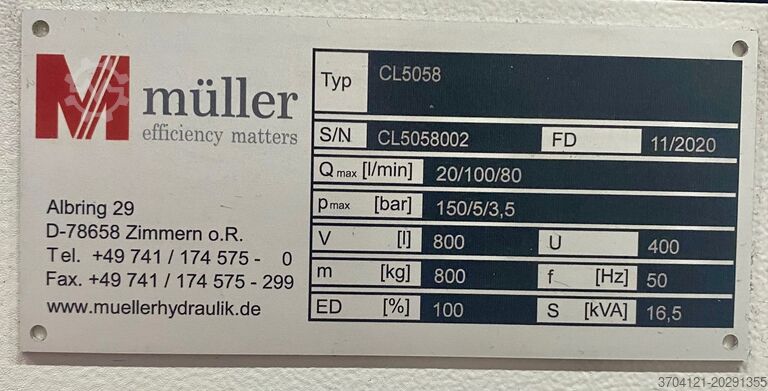 M müller
efficiency matters
Albring 29
D-78658 Zimmern o.R.
Tel. +49 741 / 174 575 - 0
Fax. +49 741 / 174 575 - 299
www.muellerhydraulik.de
Typ CL5058
S/N CL5058002 FD 11/2020
Q max [l/min] 20/100/80
p max [bar] 150/5/3,5
V [l] 800 U 400
m [kg] 800 f [Hz] 50
ED [%] 100 S [kVA] 16,5
3704121-20291355